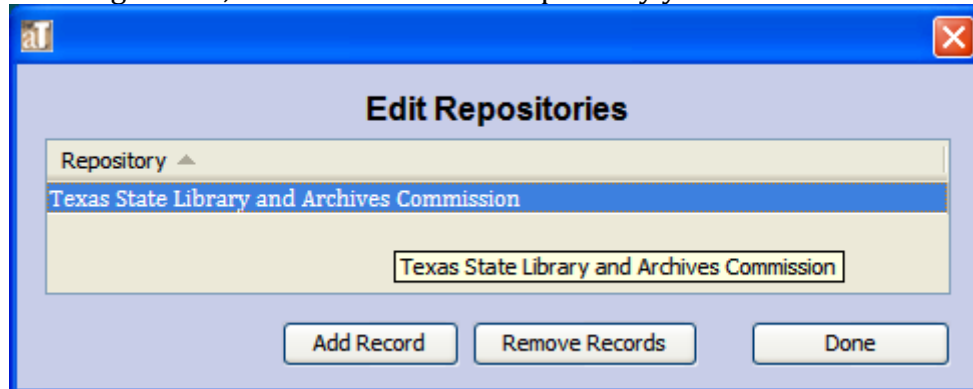 aT
Edit Repositories
Repository
Texas State Library and Archives Commission
Texas State Library and Archives Commission
Add Record Remove Records Done